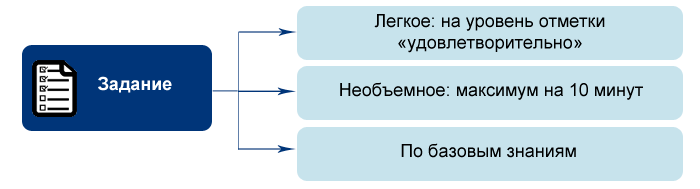 Задание
Легкое: на уровень отметки
«удовлетворительно»
Необъемное: максимум на 10 минут
По базовым знаниям